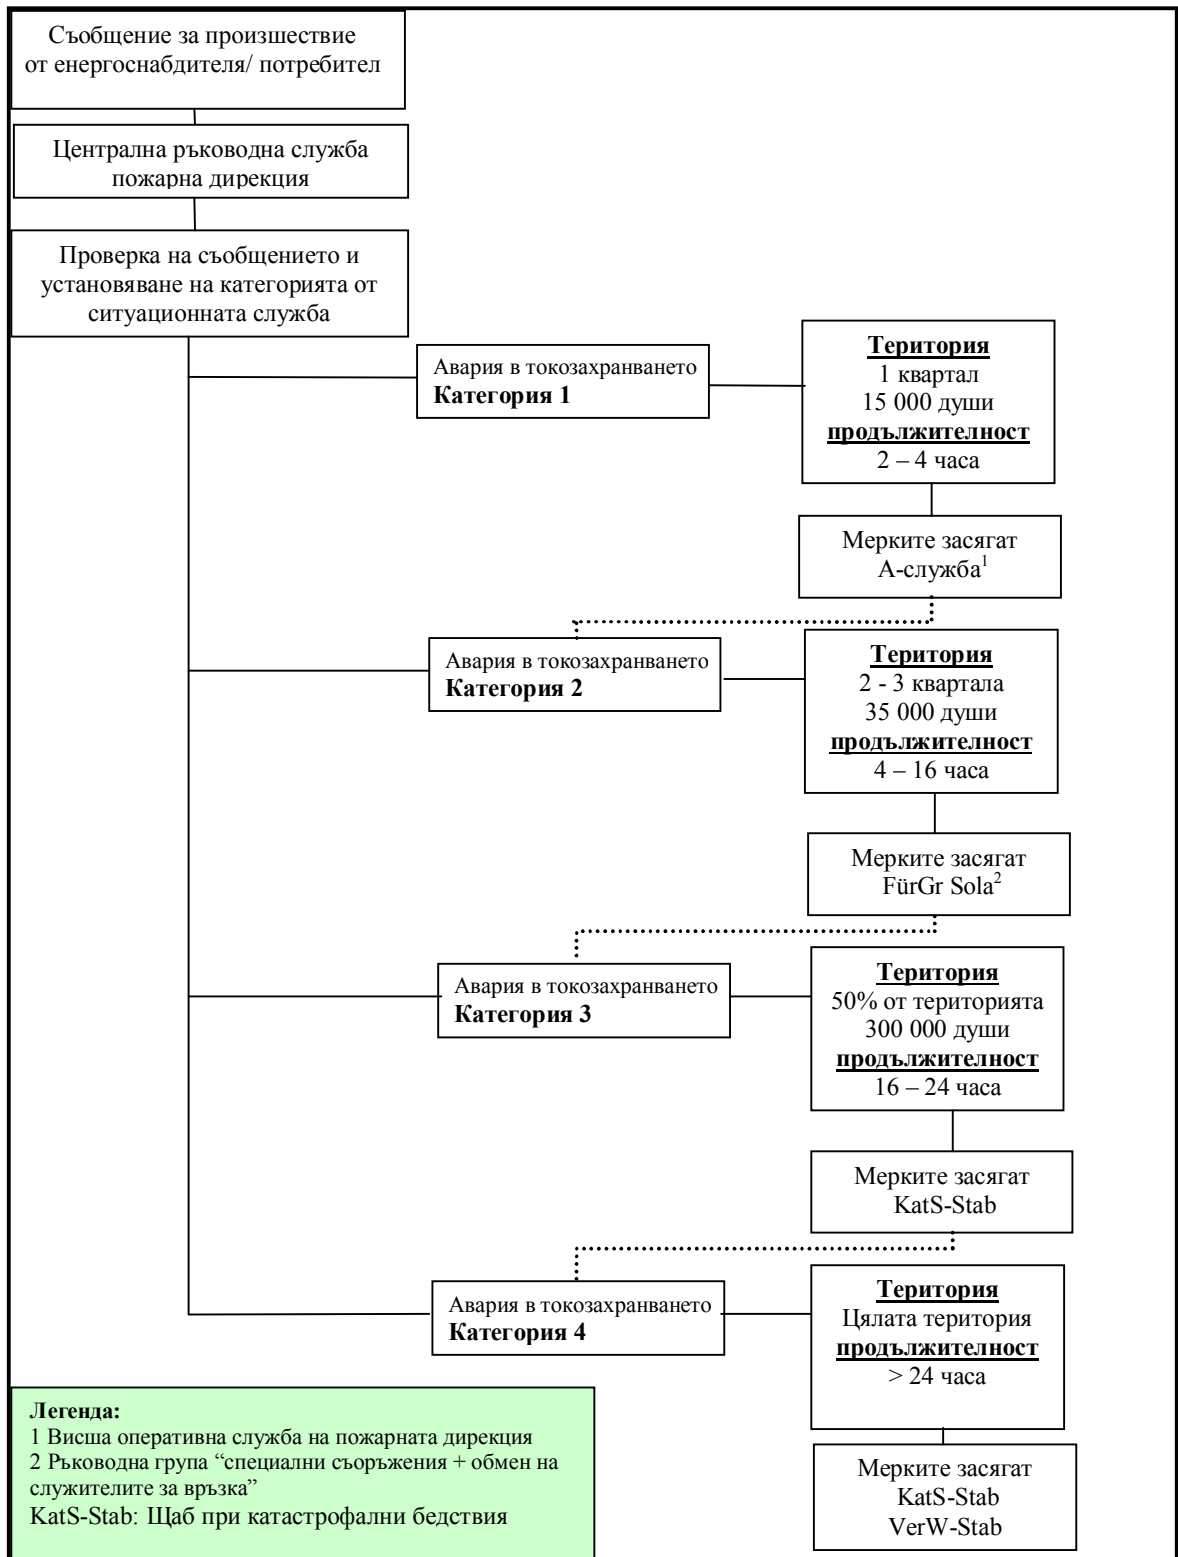 Съобщение за произшествие
от енергоснабдителя/ потребител
Централна ръководна служба
пожарна дирекция
Проверка на съобщението и
установяване на категорията от
ситуационната служба
Авария в токозахранването
Категория 1
Територия
1 квартал
15 000 души
продължителност
2 – 4 часа
Мерките засягат
А-служба1
Авария в токозахранването
Категория 2
Територия
2 - 3 квартала
35 000 души
продължителност
4 – 16 часа
Мерките засягат
FürGr Sola2
Авария в токозахранването
Категория 3
Територия
50% от територията
300 000 души
продължителност
16 – 24 часа
Мерките засягат
KatS-Stab
Авария в токозахранването
Категория 4
Територия
Цялата територия
продължителност
> 24 часа
Мерките засягат
KatS-Stab
VerW-Stab
Легенда:
1 Висша оперативна служба на пожарната дирекция
2 Ръководна група “специални съоръжения + обмен на
служителите за връзка”
KatS-Stab: Щаб при катастрофални бедствия